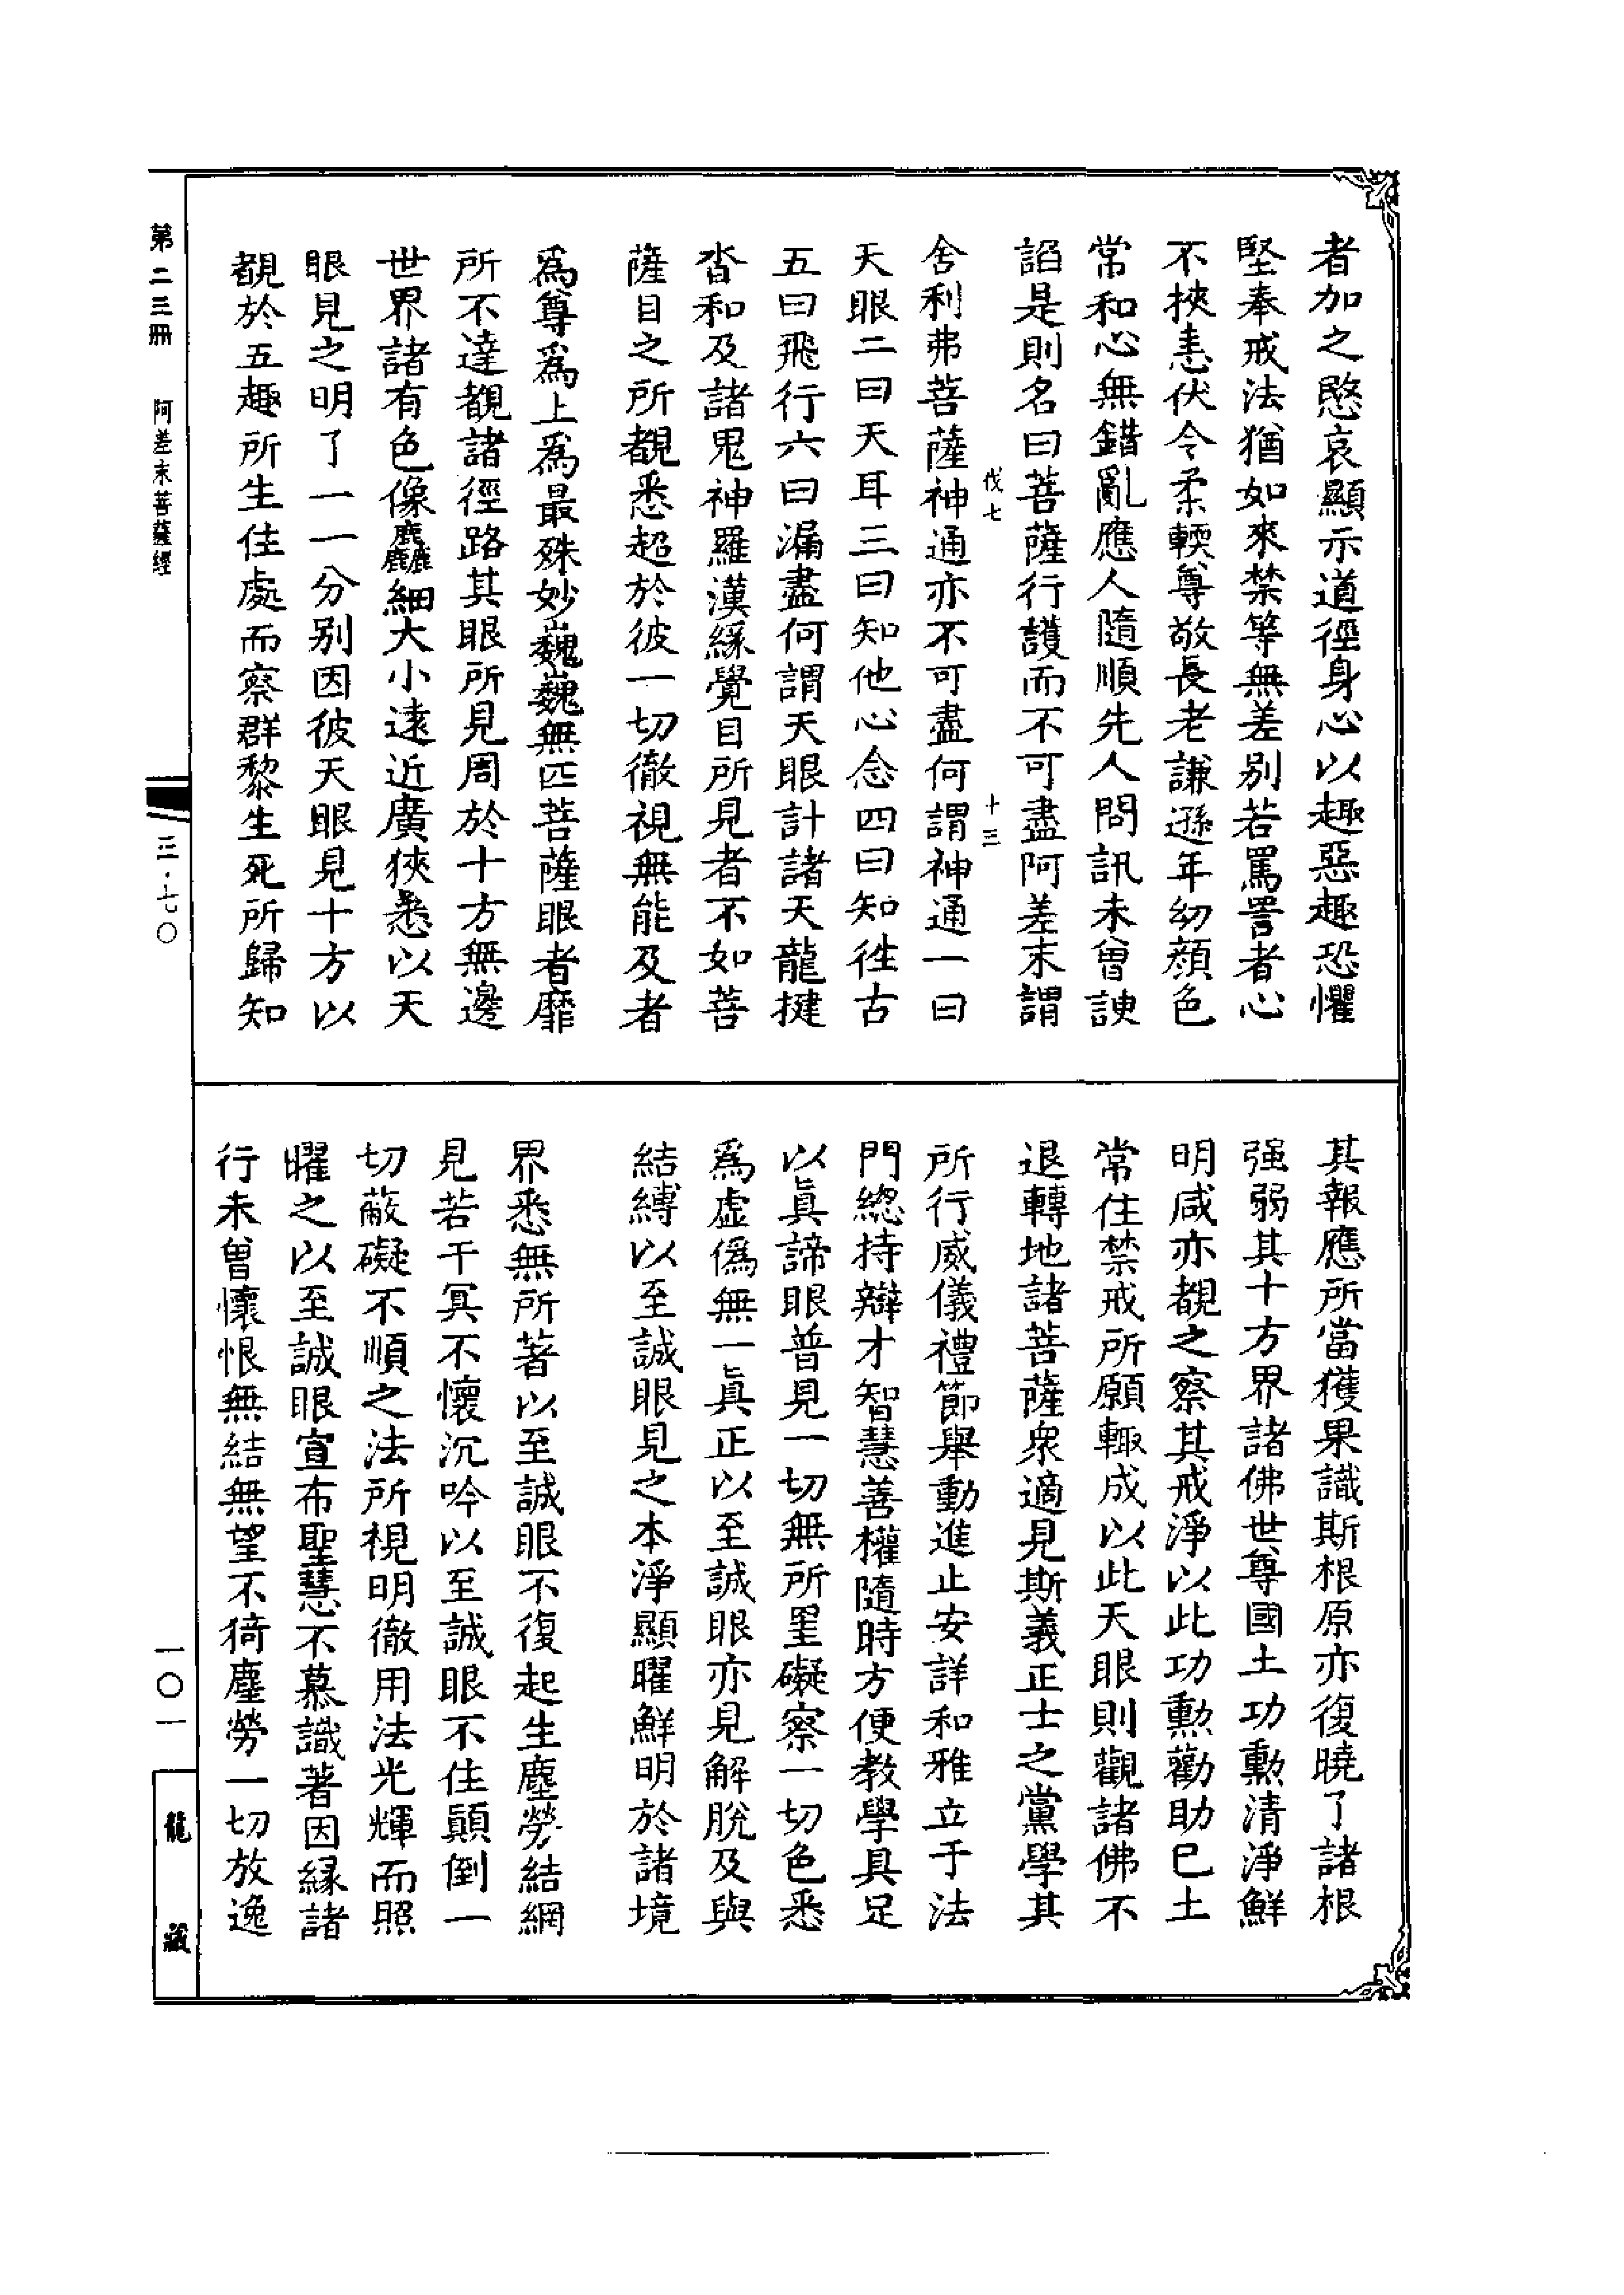 者加之愍哀顯示道徑身心以趣惡趣恐懼
堅奉戒法猶如來禁等無差別若罵詈者心
不挾恚伏令柔輭尊敬長老謙遜年幼顏色
常和心無錯亂應人隨順先人問訊未曾諛
諂是則名曰菩薩行護而不可盡阿差末謂
伐七 十三
舍利弗菩薩神通亦不可盡何謂神通一曰
天眼二曰天耳三曰知他心念四曰知徃古
五曰飛行六曰漏盡何謂天眼計諸天龍揵
沓和及諸鬼神羅漢緣覺目所見者不如菩
薩目之所覩悉超於彼一切徹視無能及者
爲尊爲上爲最殊妙巍巍無匹菩薩眼者靡
所不達覩諸徑路其眼所見周於十方無邊
世界諸有色像麤細大小遠近廣狹悉以天
眼見之明了一一分别因彼天眼見十方以
覩於五趣所生住處而察群黎生死所歸知
其報應所當獲果識斯根原亦復曉了諸根
强弱其十方界諸佛世尊國土功勳清淨鮮
明咸亦覩之察其戒淨以此功勳勸助巳土
常住禁戒所願輙成以此天眼則觀諸佛不
退轉地諸菩薩衆適見斯義正士之黨學其
所行威儀禮節舉動進止安詳和雅立于法
門總持辯才智慧善權隨時方便教學具足
以眞諦眼普見一切無所罣礙察一切色悉
爲虛僞無一眞正以至誠眼亦見解脫及與
結縛以至誠眼見之本淨顯曜鮮明於諸境
界悉無所著以至誠眼不復起生塵勞結網
見若干冥不懷沉吟以至誠眼不住顚倒一
切蔽礙不順之法所視明徹用法光輝而照
曜之以至誠眼宣布聖慧不慕識著因緣諸
行未曾懷恨無結無望不猗塵勞一切放逸
第二三冊 阿差末菩薩經
三·七〇
一〇一
龍藏